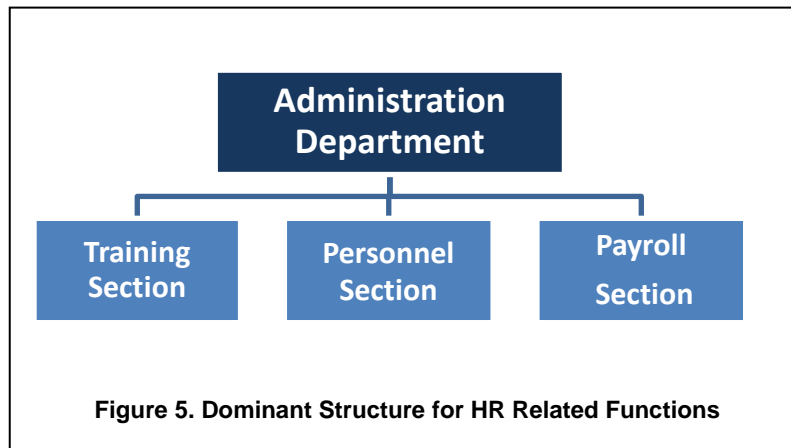 Administration
Department
Training
Section
Personnel
Section
Payroll
Section
Figure 5. Dominant Structure for HR Related Functions